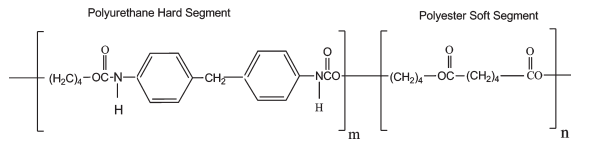 Polyurethane Hard Segment
Polyester Soft Segment
O
(H₂C)₄-OC-N
H
CH₂
O
NCO
H
m
O
O
(CH₂)₄-OC-(CH₂)₄-CO
n